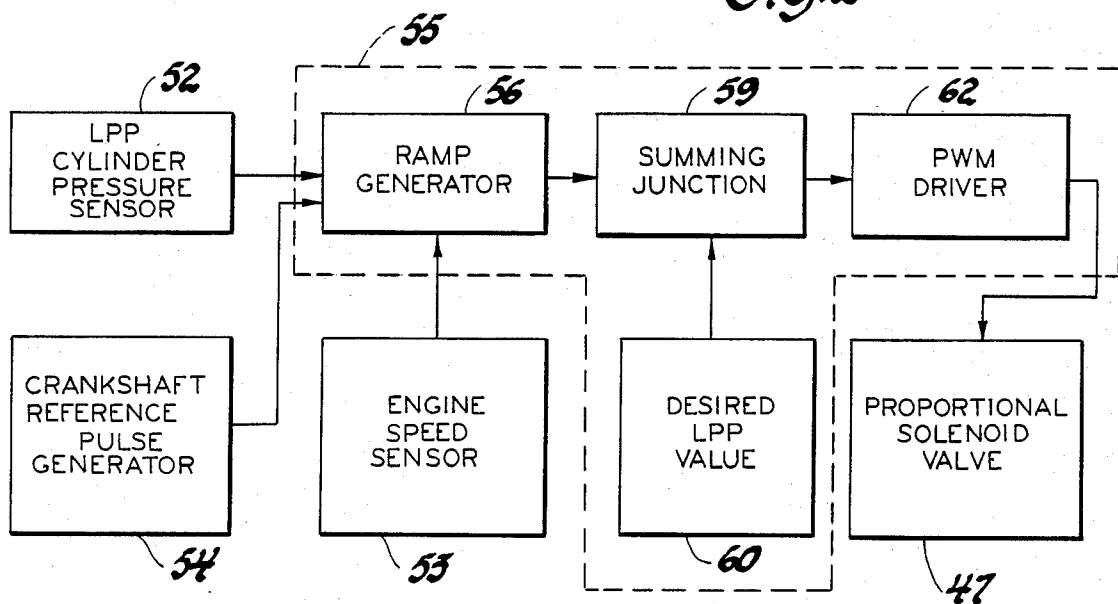 55
52
56
59
62
LPP
CYLINDER
PRESSURE
SENSOR
RAMP
GENERATOR
SUMMING
JUNCTION
PWM
DRIVER
CRANKSHAFT
REFERENCE
PULSE
GENERATOR
ENGINE
SPEED
SENSOR
DESIRED
LPP
VALUE
PROPORTIONAL
SOLENOID
VALVE
54
53
60
47